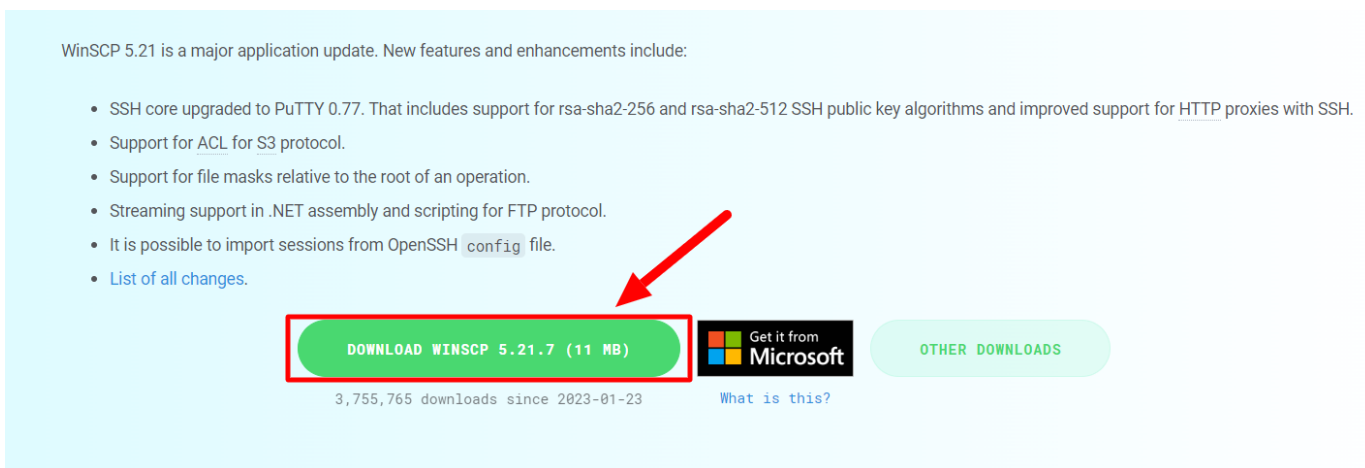 WinSCP 5.21 is a major application update. New features and enhancements include:
SSH core upgraded to PuTTY 0.77. That includes support for rsa-sha2-256 and rsa-sha2-512 SSH public key algorithms and improved support for HTTP proxies with SSH.
Support for ACL for S3 protocol.
Support for file masks relative to the root of an operation.
Streaming support in .NET assembly and scripting for FTP protocol.
It is possible to import sessions from OpenSSH config file.
List of all changes.
DOWNLOAD WINSCP 5.21.7 (11 MB)
Get it from
Microsoft
OTHER DOWNLOADS
3,755,765 downloads since 2023-01-23
What is this?